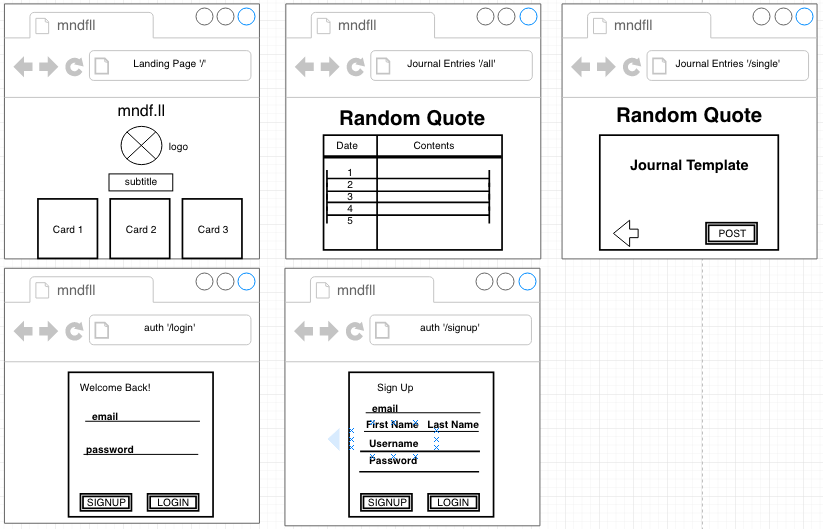 mndfll
Landing Page '/'
mndf.ll
logo
subtitle
Card 1
Card 2
Card 3
mndfll
Journal Entries '/all'
Random Quote
Date Contents
1
2
3
4
5
mndfll
Journal Entries '/single'
Random Quote
Journal Template
POST
mndfll
auth '/login'
Welcome Back!
email
password
SIGNUP LOGIN
mndfll
auth '/signup'
Sign Up
email
First Name Last Name
Username
Password
SIGNUP LOGIN